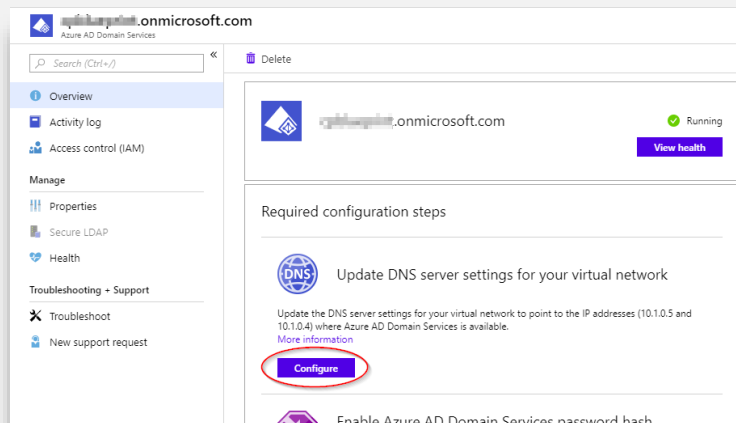 .onmicrosoft.com
Azure AD Domain Services
Search (Ctrl+/)
«
Overview
Activity log
Access control (IAM)
Manage
Properties
Secure LDAP
Health
Troubleshooting + Support
Troubleshoot
New support request
Delete
.onmicrosoft.com
Running
View health
Required configuration steps
DNS
Update DNS server settings for your virtual network
Update the DNS server settings for your virtual network to point to the IP addresses (10.1.0.5 and
10.1.0.4) where Azure AD Domain Services is available.
More information
Configure
Enable Azure AD Domain Services password hash